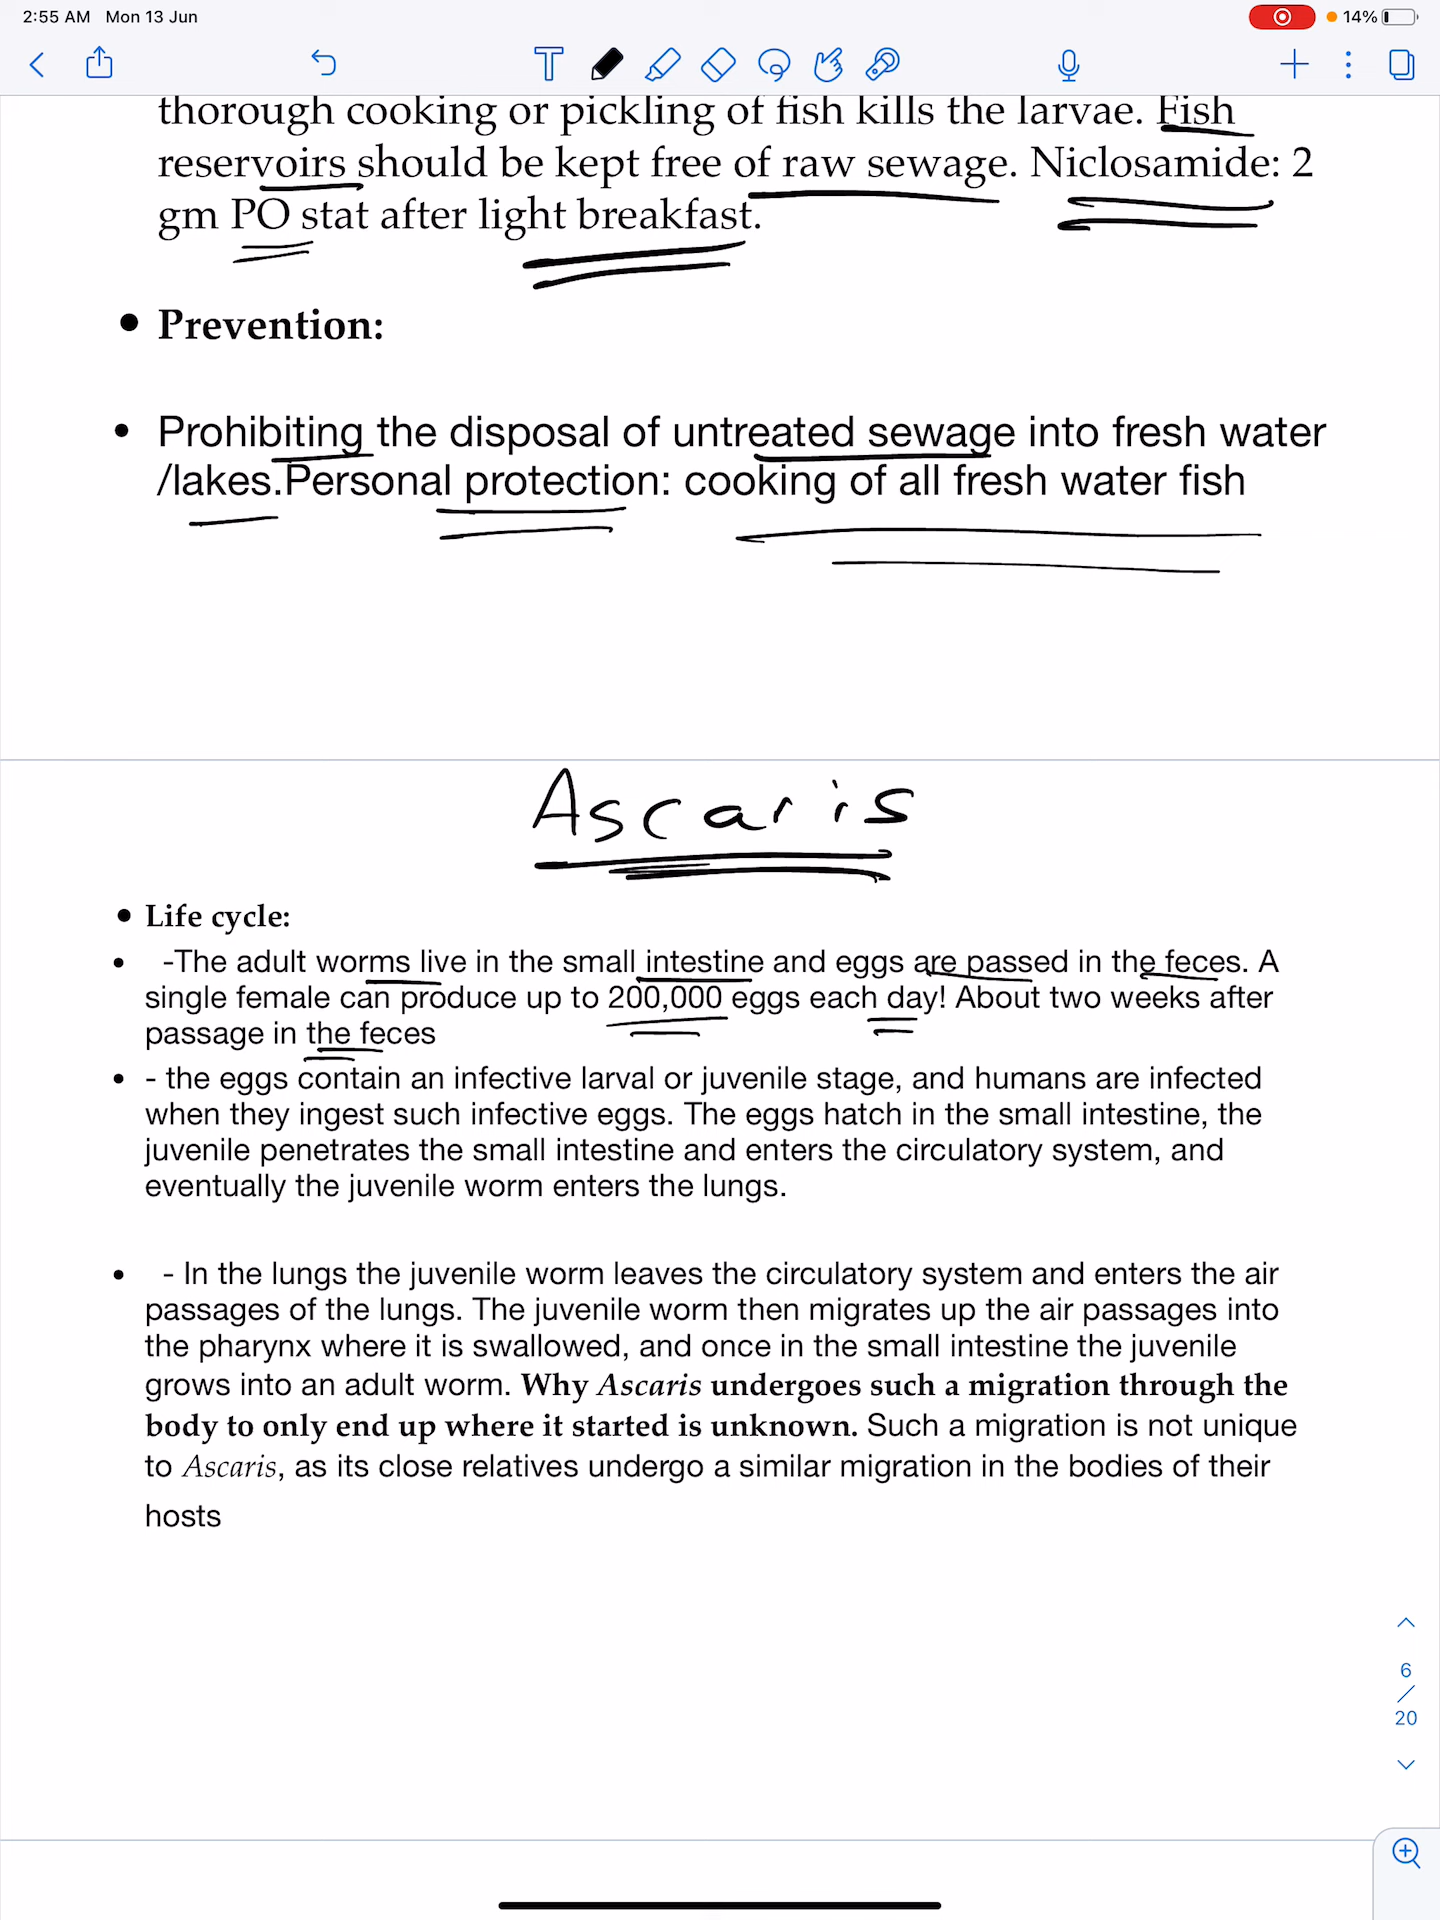 2:55 AM Mon 13 Jun
14%
thorough cooking or pickling of fish kills the larvae. Fish
reservoirs should be kept free of raw sewage. Niclosamide: 2
gm PO stat after light breakfast.
• Prevention:
• Prohibiting the disposal of untreated sewage into fresh water
/lakes.Personal protection: cooking of all fresh water fish
Ascaris
• Life cycle:
• -The adult worms live in the small intestine and eggs are passed in the feces. A
single female can produce up to 200,000 eggs each day! About two weeks after
passage in the feces
• - the eggs contain an infective larval or juvenile stage, and humans are infected
when they ingest such infective eggs. The eggs hatch in the small intestine, the
juvenile penetrates the small intestine and enters the circulatory system, and
eventually the juvenile worm enters the lungs.
• - In the lungs the juvenile worm leaves the circulatory system and enters the air
passages of the lungs. The juvenile worm then migrates up the air passages into
the pharynx where it is swallowed, and once in the small intestine the juvenile
grows into an adult worm. Why Ascaris undergoes such a migration through the
body to only end up where it started is unknown. Such a migration is not unique
to Ascaris, as its close relatives undergo a similar migration in the bodies of their
hosts
6
/
20